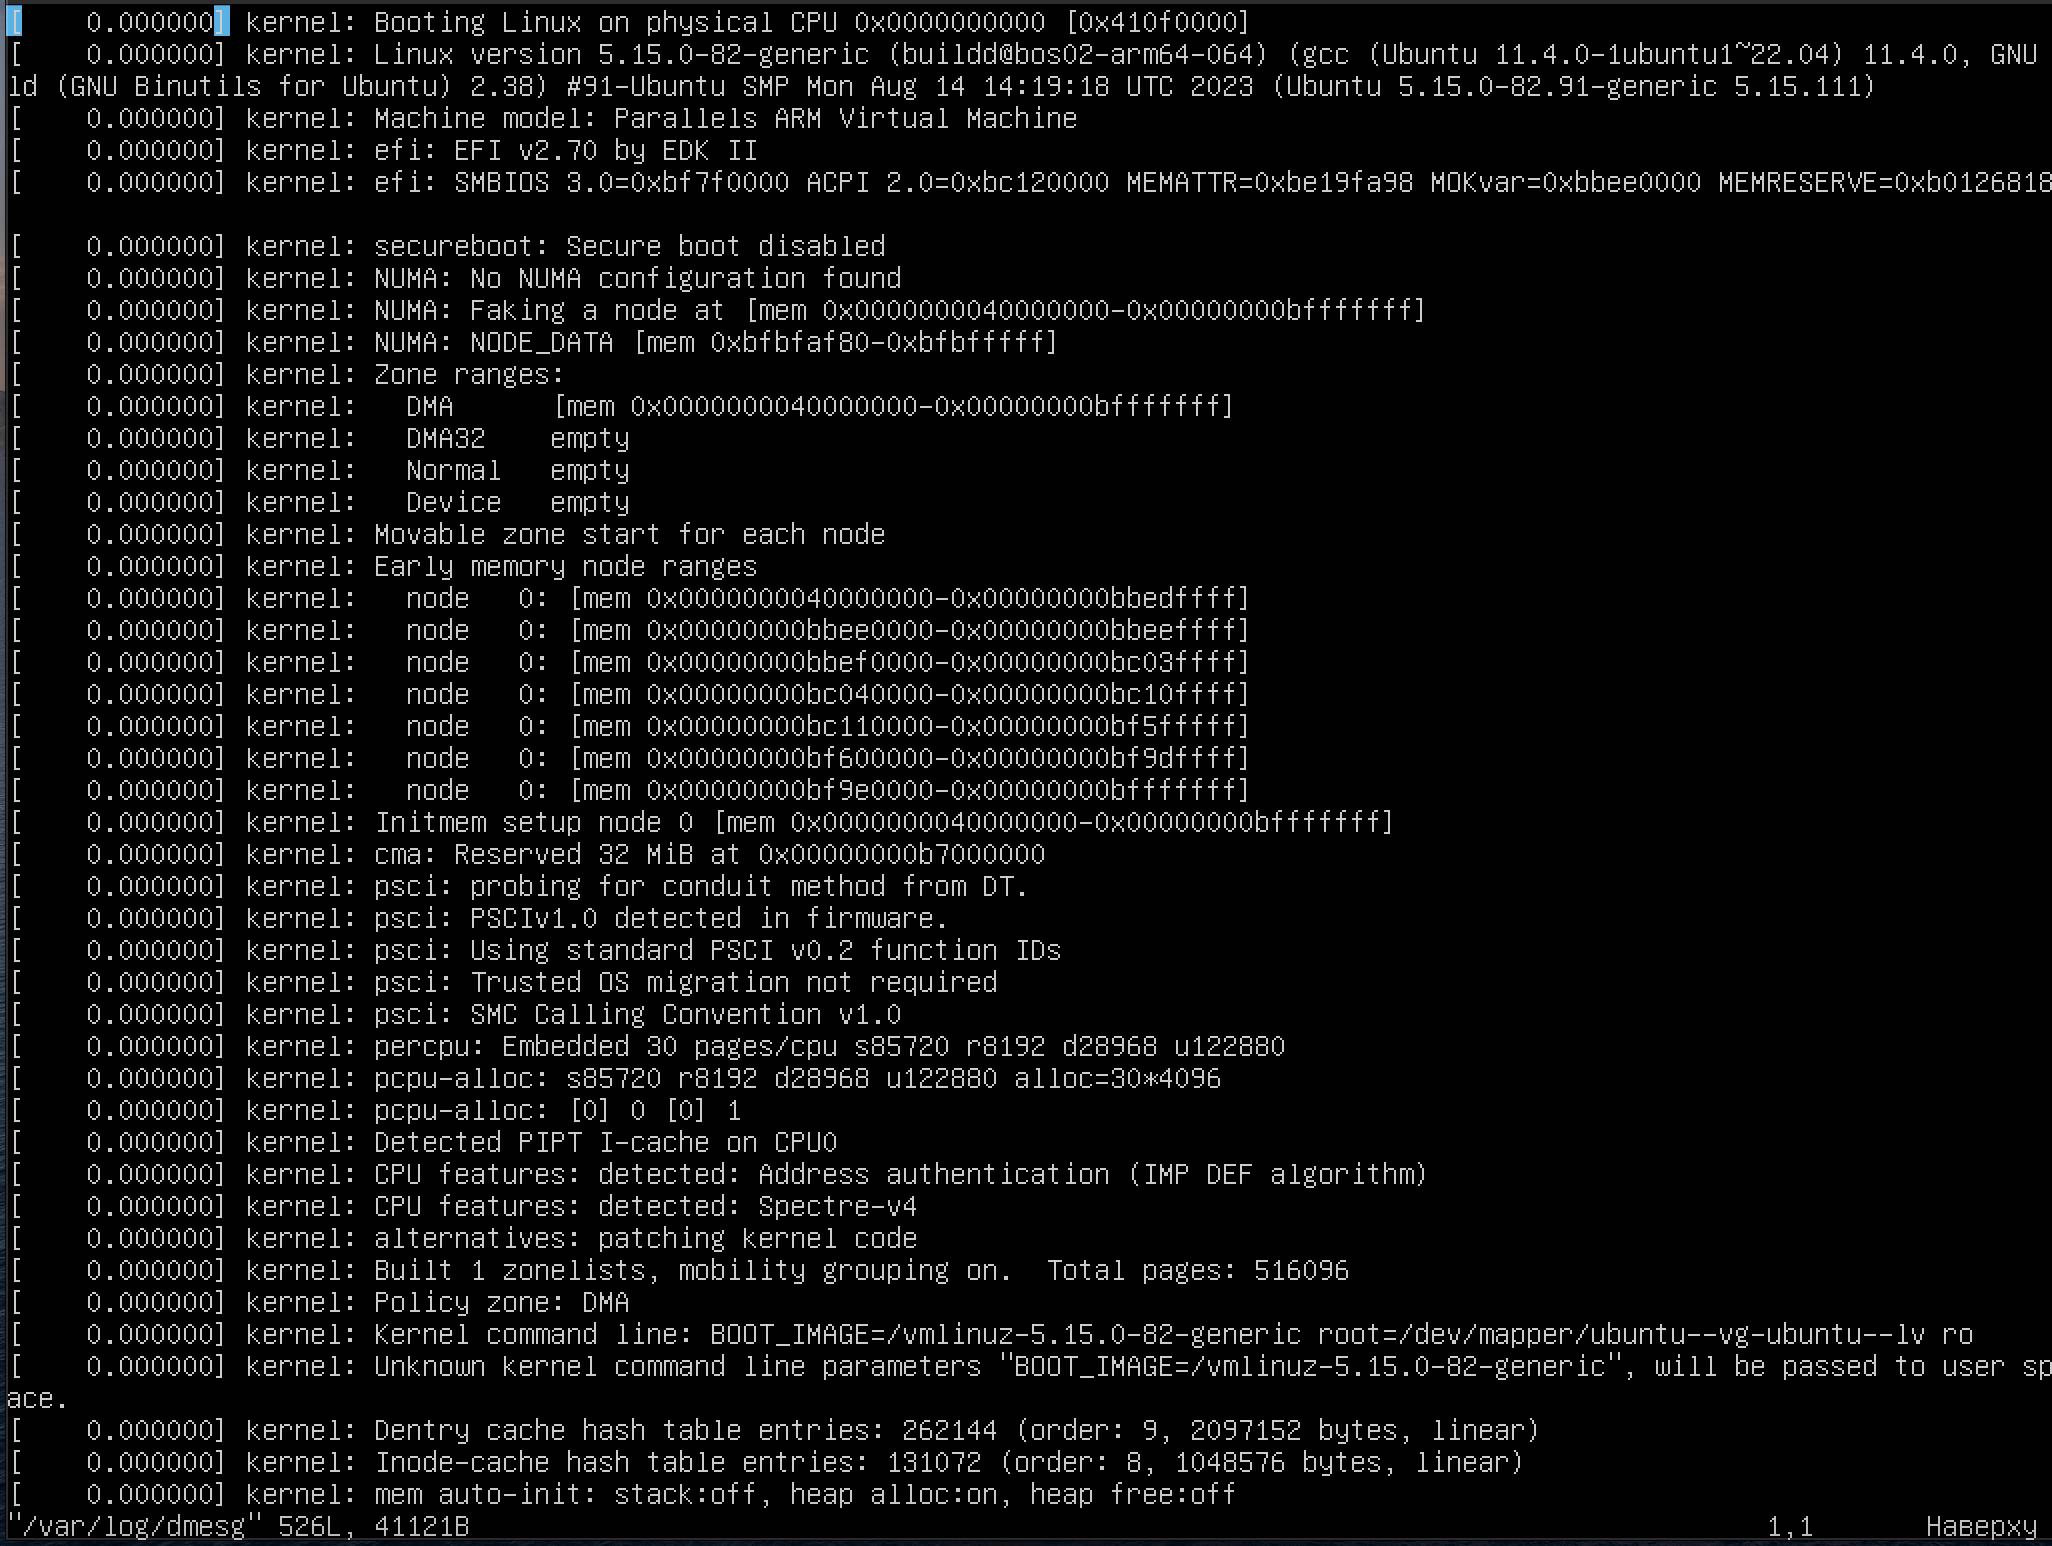 [    0.000000] kernel: Booting Linux on physical CPU 0x0000000000 [0x410f0000]
[    0.000000] kernel: Linux version 5.15.0-82-generic (buildd@bos02-arm64-064) (gcc (Ubuntu 11.4.0-1ubuntu1~22.04) 11.4.0, GNU
ld (GNU Binutils for Ubuntu) 2.38) #91-Ubuntu SMP Mon Aug 14 14:19:18 UTC 2023 (Ubuntu 5.15.0-82.91-generic 5.15.111)
[    0.000000] kernel: Machine model: Parallels ARM Virtual Machine
[    0.000000] kernel: efi: EFI v2.70 by EDK II
[    0.000000] kernel: efi: SMBIOS 3.0=0xbf7f0000 ACPI 2.0=0xbc120000 MEMATTR=0xbe19fa98 MOKvar=0xbbee0000 MEMRESERVE=0xb0126818
[    0.000000] kernel: secureboot: Secure boot disabled
[    0.000000] kernel: NUMA: No NUMA configuration found
[    0.000000] kernel: NUMA: Faking a node at [mem 0x0000000040000000-0x00000000bfffffff]
[    0.000000] kernel: NUMA: NODE_DATA [mem 0xbfbfaf80-0xbfbfffff]
[    0.000000] kernel: Zone ranges:
[    0.000000] kernel:   DMA      [mem 0x0000000040000000-0x00000000bfffffff]
[    0.000000] kernel:   DMA32    empty
[    0.000000] kernel:   Normal   empty
[    0.000000] kernel:   Device   empty
[    0.000000] kernel: Movable zone start for each node
[    0.000000] kernel: Early memory node ranges
[    0.000000] kernel:   node   0: [mem 0x0000000040000000-0x00000000bbedffff]
[    0.000000] kernel:   node   0: [mem 0x00000000bbee0000-0x00000000bbeeffff]
[    0.000000] kernel:   node   0: [mem 0x00000000bbef0000-0x00000000bc03ffff]
[    0.000000] kernel:   node   0: [mem 0x00000000bc040000-0x00000000bc10ffff]
[    0.000000] kernel:   node   0: [mem 0x00000000bc110000-0x00000000bf5fffff]
[    0.000000] kernel:   node   0: [mem 0x00000000bf600000-0x00000000bf9dffff]
[    0.000000] kernel:   node   0: [mem 0x00000000bf9e0000-0x00000000bfffffff]
[    0.000000] kernel: Initmem setup node 0 [mem 0x0000000040000000-0x00000000bfffffff]
[    0.000000] kernel: cma: Reserved 32 MiB at 0x00000000b7000000
[    0.000000] kernel: psci: probing for conduit method from DT.
[    0.000000] kernel: psci: PSCIv1.0 detected in firmware.
[    0.000000] kernel: psci: Using standard PSCI v0.2 function IDs
[    0.000000] kernel: psci: Trusted OS migration not required
[    0.000000] kernel: psci: SMC Calling Convention v1.0
[    0.000000] kernel: percpu: Embedded 30 pages/cpu s85720 r8192 d28968 u122880
[    0.000000] kernel: pcpu-alloc: s85720 r8192 d28968 u122880 alloc=30*4096
[    0.000000] kernel: pcpu-alloc: [0] 0 [0] 1
[    0.000000] kernel: Detected PIPT I-cache on CPU0
[    0.000000] kernel: CPU features: detected: Address authentication (IMP DEF algorithm)
[    0.000000] kernel: CPU features: detected: Spectre-v4
[    0.000000] kernel: alternatives: patching kernel code
[    0.000000] kernel: Built 1 zonelists, mobility grouping on.  Total pages: 516096
[    0.000000] kernel: Policy zone: DMA
[    0.000000] kernel: Kernel command line: BOOT_IMAGE=/vmlinuz-5.15.0-82-generic root=/dev/mapper/ubuntu--vg-ubuntu--lv ro
[    0.000000] kernel: Unknown kernel command line parameters "BOOT_IMAGE=/vmlinuz-5.15.0-82-generic", will be passed to user sp
ace.
[    0.000000] kernel: Dentry cache hash table entries: 262144 (order: 9, 2097152 bytes, linear)
[    0.000000] kernel: Inode-cache hash table entries: 131072 (order: 8, 1048576 bytes, linear)
[    0.000000] kernel: mem auto-init: stack:off, heap alloc:on, heap free:off
"/var/log/dmesg" 526L, 41121B    1,1    Наверху